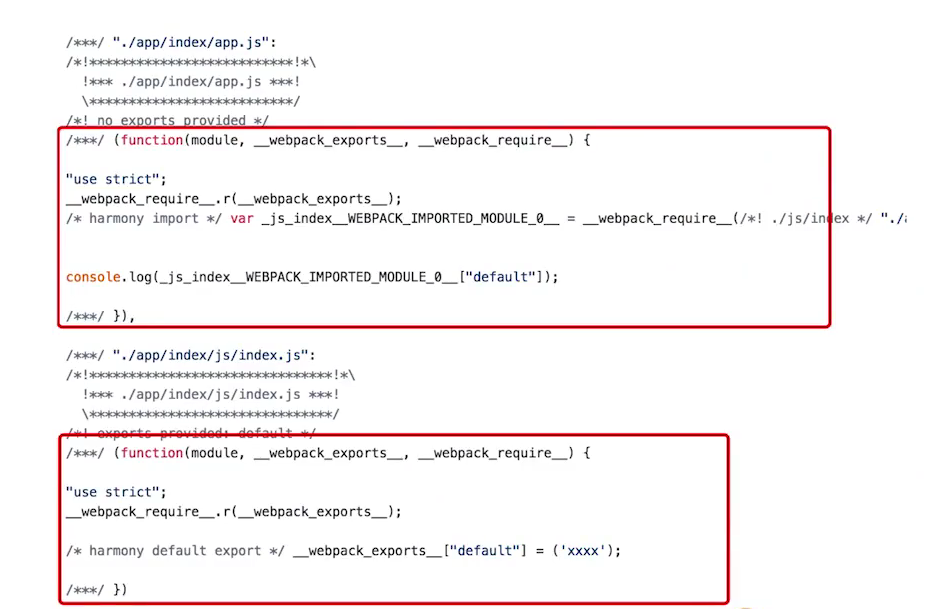 /***/ "./app/index/app.js":
/*!**************************!*\
!*** ./app/index/app.js ***!
\**************************/
/*! no exports provided */
/***/ (function(module, __webpack_exports__, __webpack_require__) {
"use strict";
__webpack_require__.r(__webpack_exports__);
/* harmony import */ var _js_index__WEBPACK_IMPORTED_MODULE_0__ = __webpack_require__(/*! ./js/index */ "./
console.log(_js_index__WEBPACK_IMPORTED_MODULE_0__["default"]);
/***/ }),
/***/ "./app/index/js/index.js":
/*!*******************************!*\
!*** ./app/index/js/index.js ***!
\*******************************/
/*! exports provided: default */
/***/ (function(module, __webpack_exports__, __webpack_require__) {
"use strict";
__webpack_require__.r(__webpack_exports__);
/* harmony default export */ __webpack_exports__["default"] = ('xxxx');
/***/ })